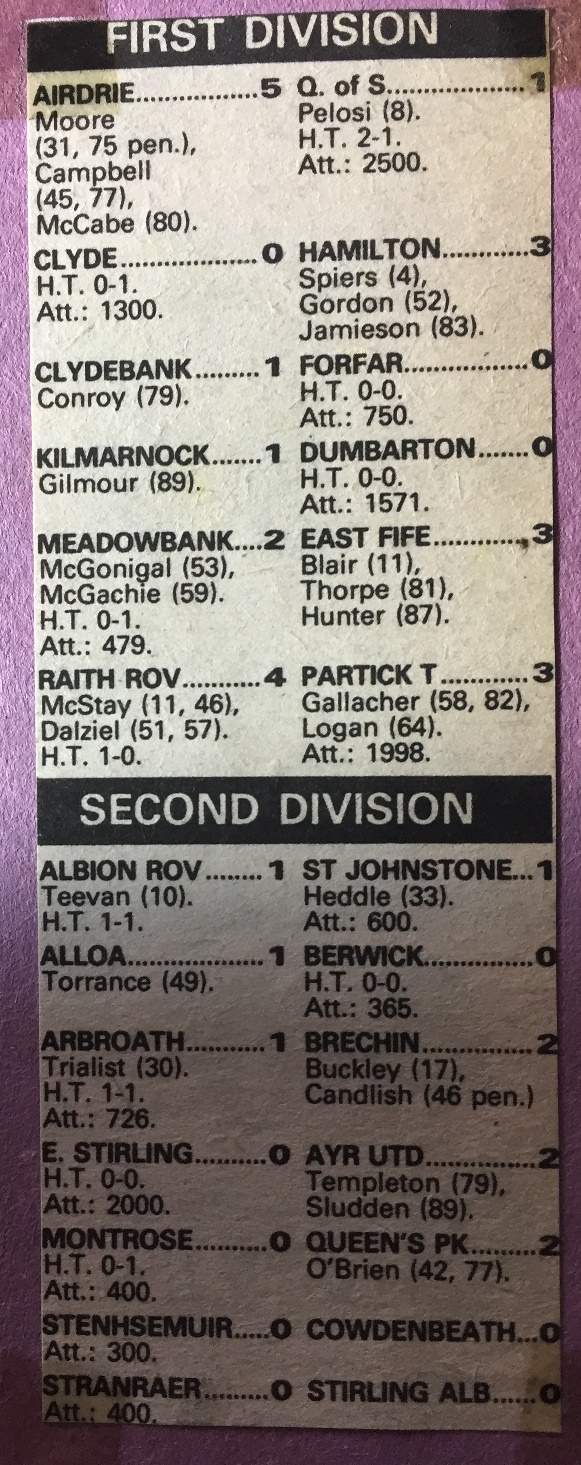 FIRST DIVISION
AIRDRIE..................5 Q. of S.....................1
Moore
(31, 75 pen.),
Campbell
(45, 77),
McCabe (80).
Pelosi (8).
H.T. 2-1.
Att.: 2500.
CLYDE....................0 HAMILTON............3
H.T. 0-1.
Att.: 1300.
Spiers (4),
Gordon (52),
Jamieson (83).
CLYDEBANK.........1 FORFAR.................0
Conroy (79).
H.T. 0-0.
Att.: 750.
KILMARNOCK.......1 DUMBARTON.......0
Gilmour (89).
H.T. 0-0.
Att.: 1571.
MEADOWBANK....2 EAST FIFE.............3
McGonigal (53),
McGachie (59).
H.T. 0-1.
Att.: 479.
Blair (11),
Thorpe (81),
Hunter (87).
RAITH ROV...........4 PARTICK T............3
McStay (11, 46),
Dalziel (51, 57).
H.T. 1-0.
Gallacher (58, 82),
Logan (64).
Att.: 1998.
SECOND DIVISION
ALBION ROV........1 ST JOHNSTONE...1
Teevan (10).
H.T. 1-1.
Heddle (33).
Att.: 600.
ALLOA...................1 BERWICK...............0
Torrance (49).
H.T. 0-0.
Att.: 365.
ARBROATH...........1 BRECHIN...............2
Trialist (30).
H.T. 1-1.
Att.: 726.
Buckley (17),
Candlish (46 pen.)
E. STIRLING..........0 AYR UTD...............2
H.T. 0-0.
Att.: 2000.
Templeton (79),
Sludden (89).
MONTROSE..........0 QUEEN'S PK.........2
H.T. 0-1.
Att.: 400.
O'Brien (42, 77).
STENHSEMUIR.....0 COWDENBEATH...0
Att.: 300.
STRANRAER.........0 STIRLING ALB......0
Att.: 400.